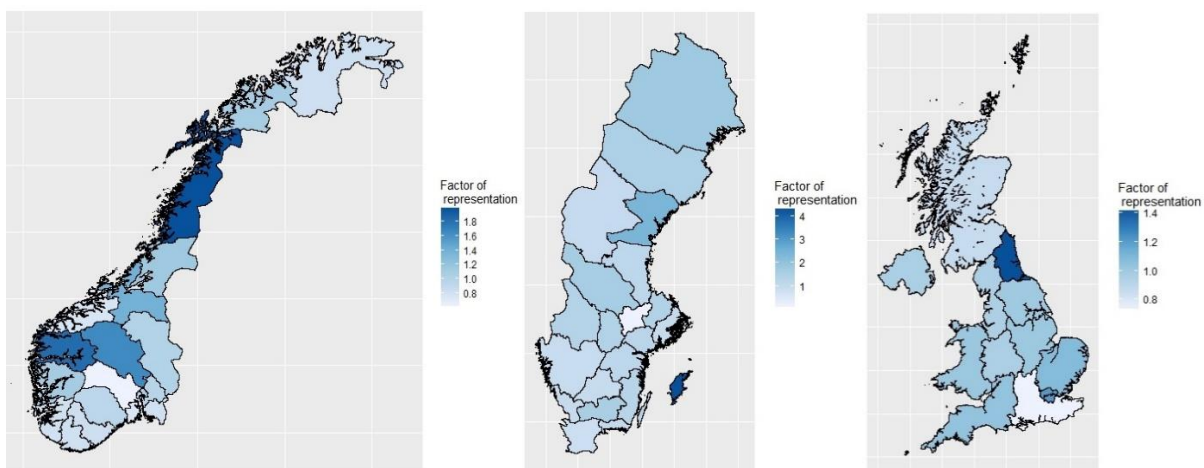 Factor of
representation
1.8
1.6
1.4
1.2
1.0
0.8
Factor of
representation
4
3
2
1
Factor of
representation
1.4
1.2
1.0
0.8